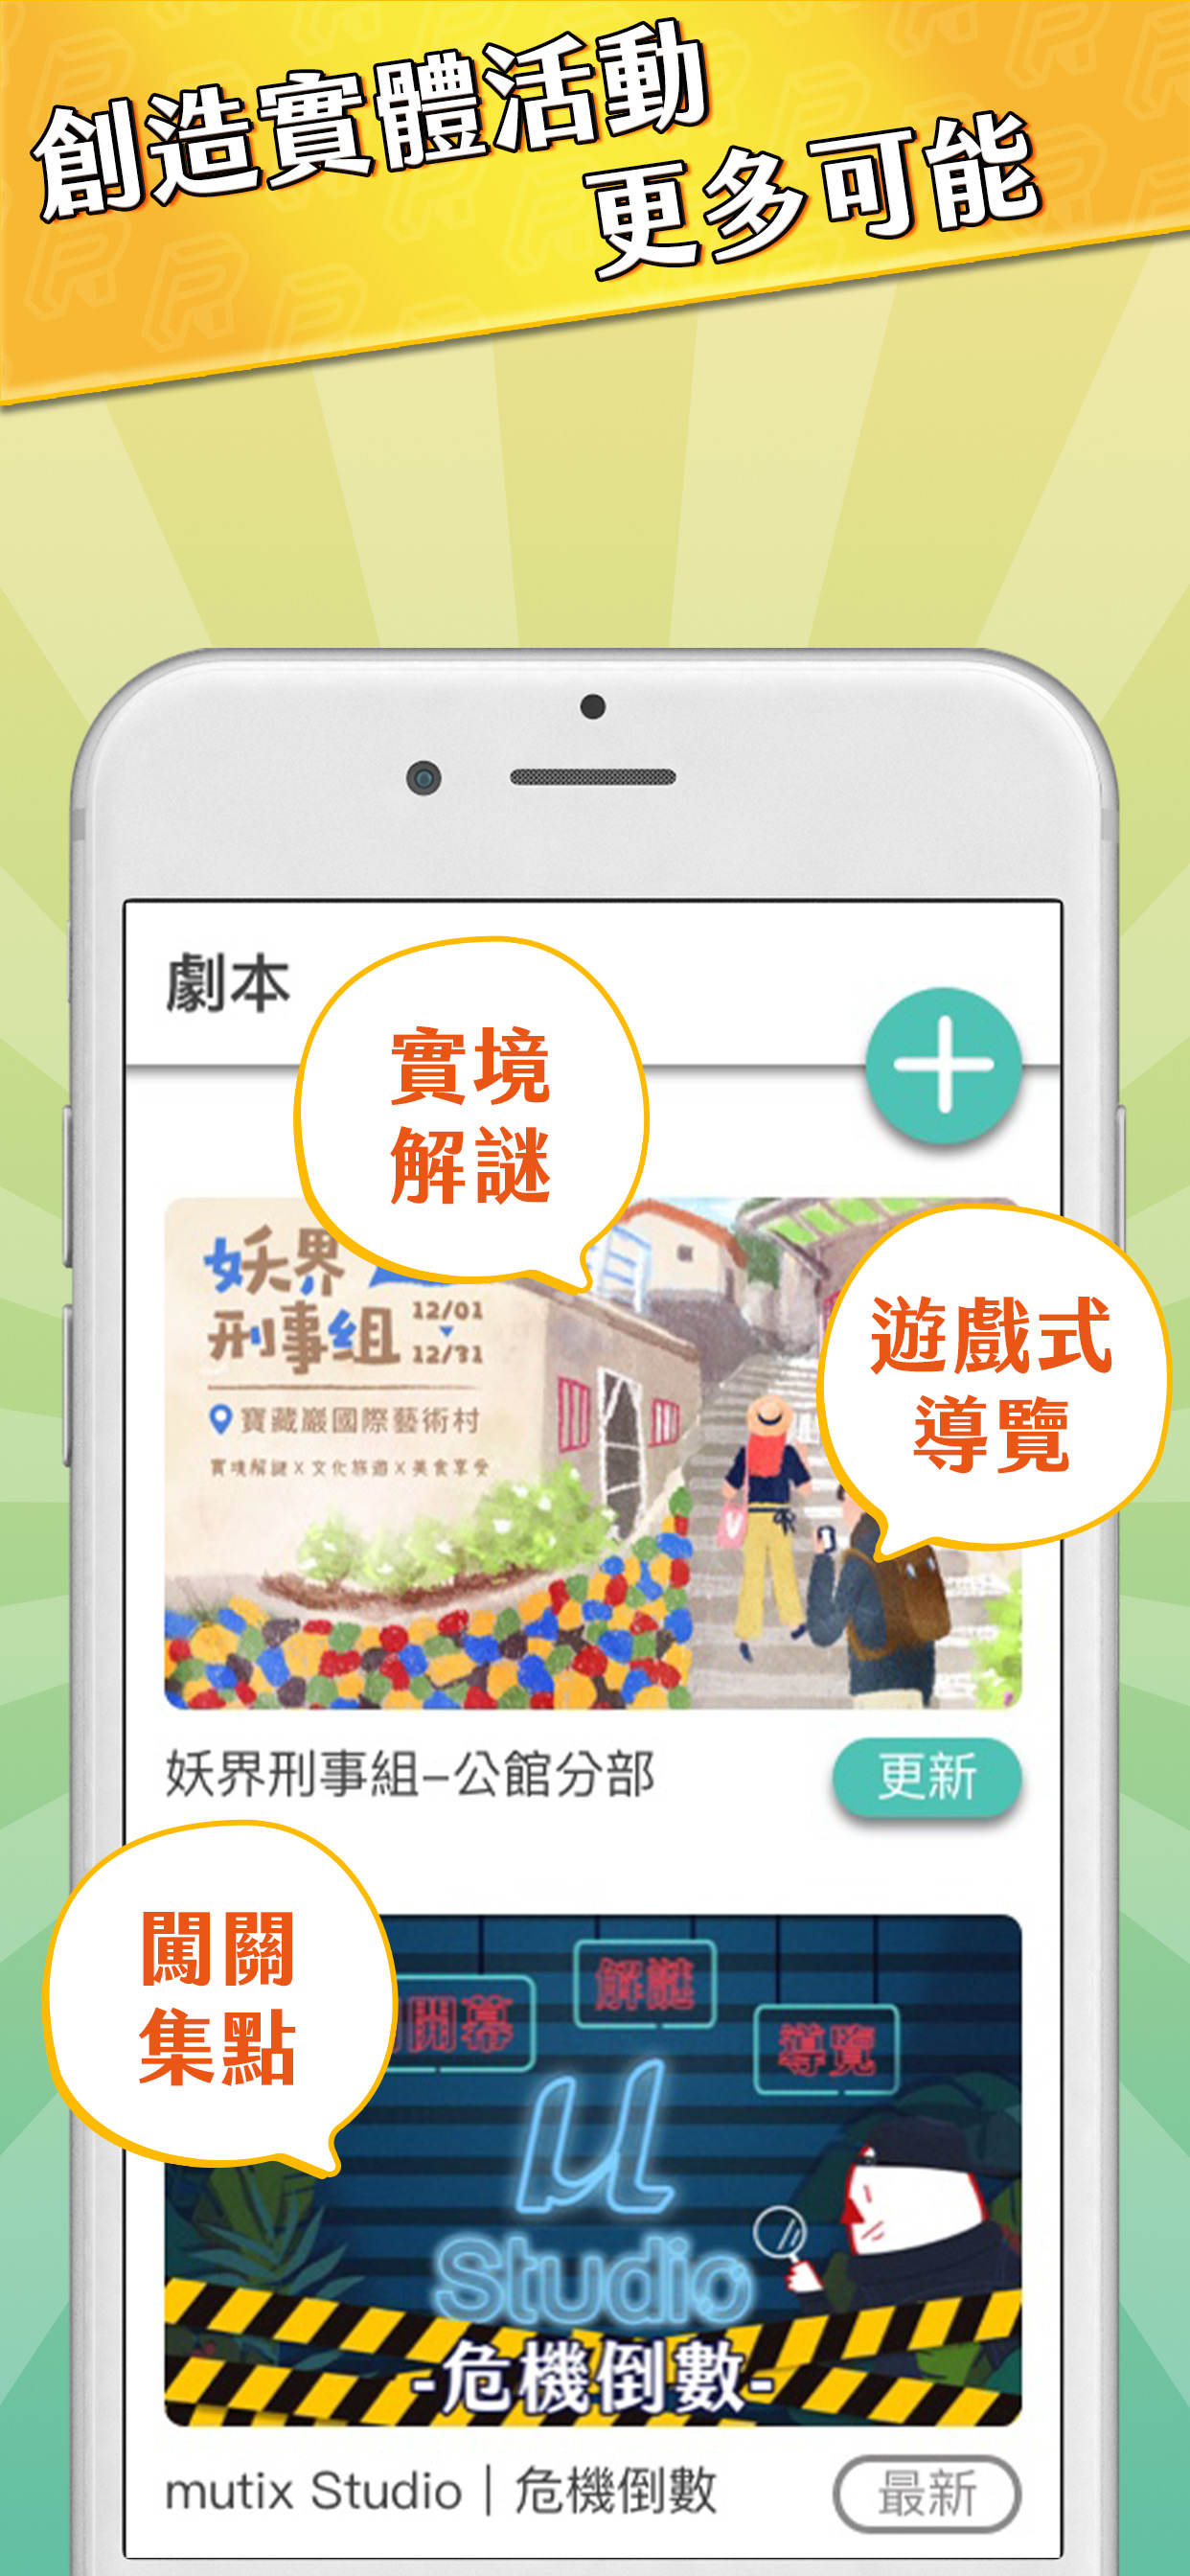 創造實體活動
更多可能
劇本
實境
解謎
妖界
刑事組
12/01
12/31
寶藏巖國際藝術村
實境解謎 X 文化旅遊 X 美食享受
遊戲式
導覽
妖界刑事組–公館分部
更新
闖關
集點
開幕
解謎
導覽
μ
Studio
-危機倒數-
mutix Studio｜危機倒數
最新